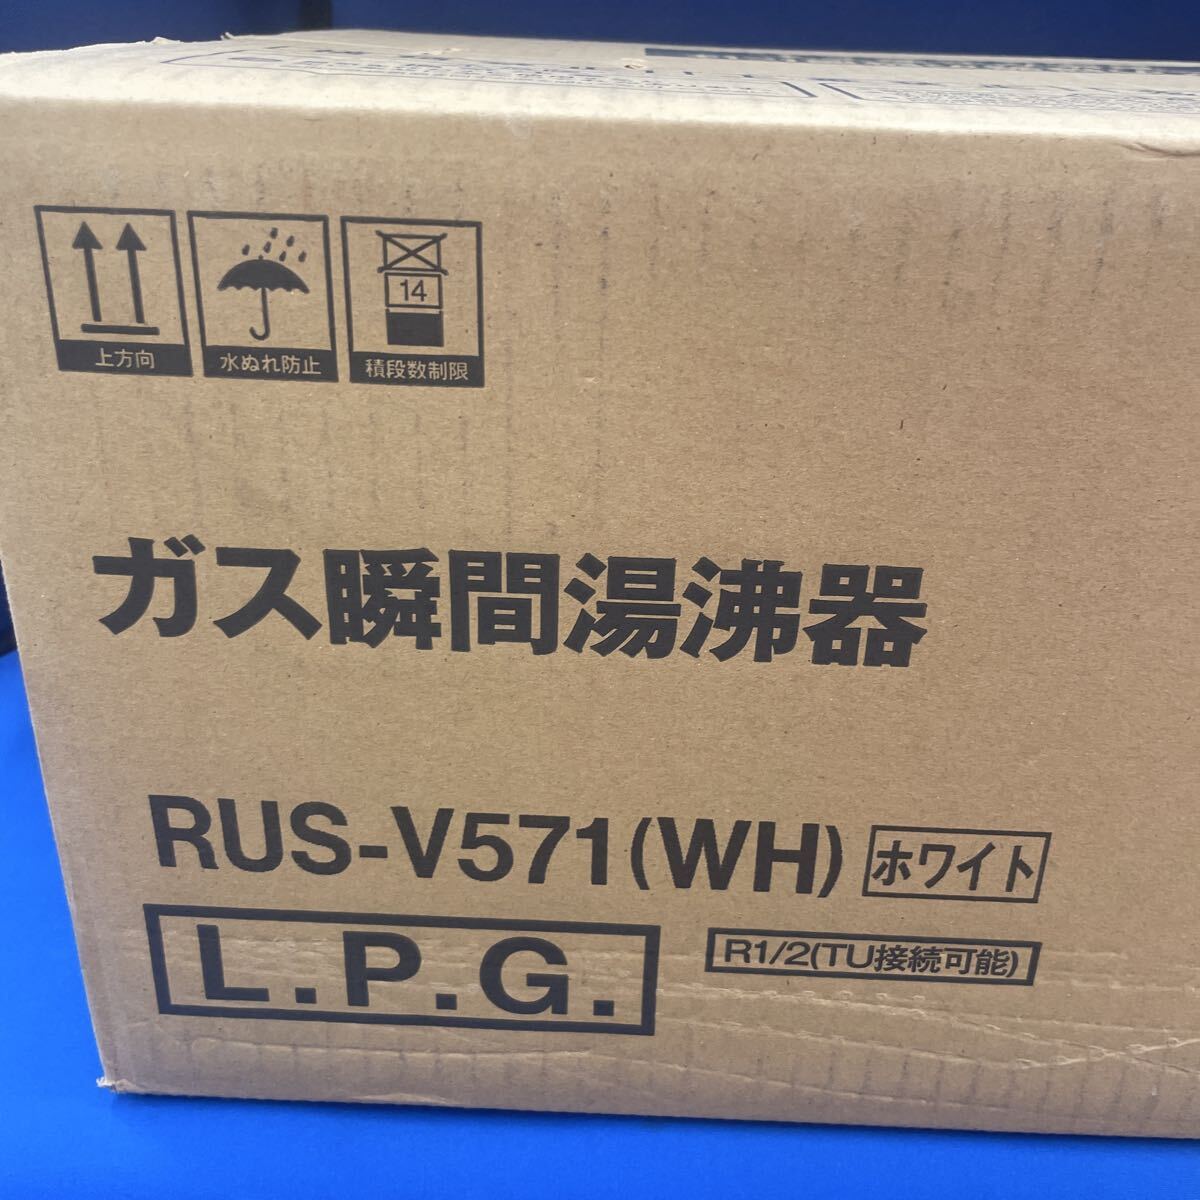 14
上方向
水ぬれ防止
積段数制限
ガス瞬間湯沸器
RUS-V571(WH) ホワイト
L.P.G.
R1/2(TU接続可能)